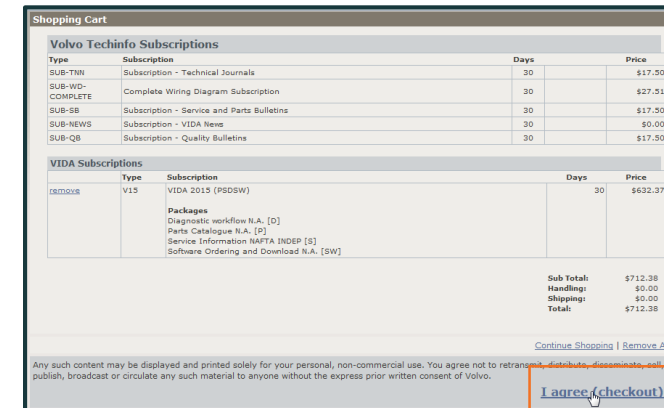 Shopping Cart
Volvo Techinfo Subscriptions
Type Subscription Days Price
SUB-TNN Subscription - Technical Journals 30 $17.50
SUB-WD-
COMPLETE Complete Wiring Diagram Subscription 30 $27.51
SUB-SB Subscription - Service and Parts Bulletins 30 $17.50
SUB-NEWS Subscription - VIDA News 30 $0.00
SUB-QB Subscription - Quality Bulletins 30 $17.50
VIDA Subscriptions
Type Subscription Days Price
remove V15 VIDA 2015 (PSDSW) 30 $632.37
Packages
Diagnostic workflow N.A. [D]
Parts Catalogue N.A. [P]
Service Information NAFTA INDEP [S]
Software Ordering and Download N.A. [SW]
Sub Total: $712.38
Handling: $0.00
Shipping: $0.00
Total: $712.38
Continue Shopping | Remove A
Any such content may be displayed and printed solely for your personal, non-commercial use. You agree not to retransmit, distribute, disseminate, sell,
publish, broadcast or circulate any such material to anyone without the express prior written consent of Volvo.
I agree (checkout)